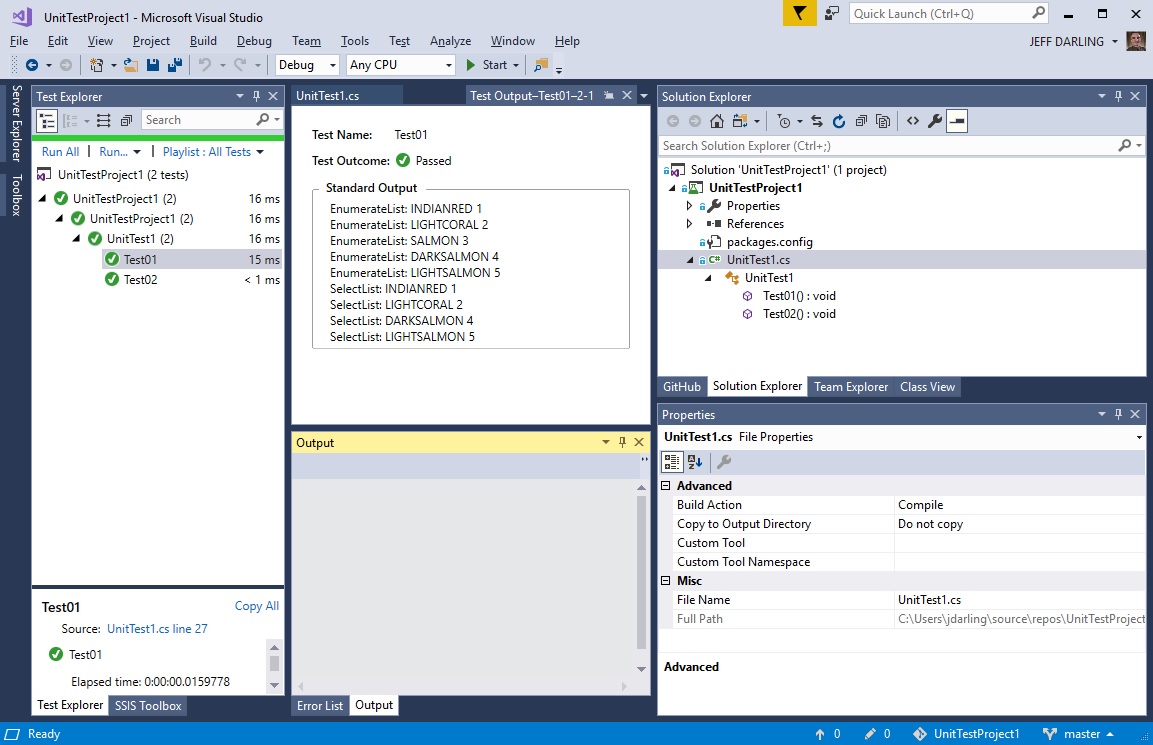 UnitTestProject1 - Microsoft Visual Studio
Quick Launch (Ctrl+Q)
File Edit View Project Build Debug Team Tools Test Analyze Window Help
JEFF DARLING
Debug Any CPU Start
Server Explorer
Toolbox
Test Explorer
Search
Run All | Run... | Playlist : All Tests
UnitTestProject1 (2 tests)
UnitTestProject1 (2) 16 ms
UnitTestProject1 (2) 16 ms
UnitTest1 (2) 16 ms
Test01 15 ms
Test02 < 1 ms
Test01
Copy All
Source: UnitTest1.cs line 27
Test01
Elapsed time: 0:00:00.0159778
Test Explorer SSIS Toolbox
UnitTest1.cs
Test Output–Test01–2-1
Test Name: Test01
Test Outcome: Passed
Standard Output
EnumerateList: INDIANRED 1
EnumerateList: LIGHTCORAL 2
EnumerateList: SALMON 3
EnumerateList: DARKSALMON 4
EnumerateList: LIGHTSALMON 5
SelectList: INDIANRED 1
SelectList: LIGHTCORAL 2
SelectList: DARKSALMON 4
SelectList: LIGHTSALMON 5
Output
Error List Output
Solution Explorer
Search Solution Explorer (Ctrl+;)
Solution 'UnitTestProject1' (1 project)
UnitTestProject1
Properties
References
packages.config
C# UnitTest1.cs
UnitTest1
Test01() : void
Test02() : void
GitHub Solution Explorer Team Explorer Class View
Properties
UnitTest1.cs File Properties
Advanced
Build Action Compile
Copy to Output Directory Do not copy
Custom Tool
Custom Tool Namespace
Misc
File Name UnitTest1.cs
Full Path C:\Users\jdarling\source\repos\UnitTestProject
Advanced
Ready
0 0 UnitTestProject1 master